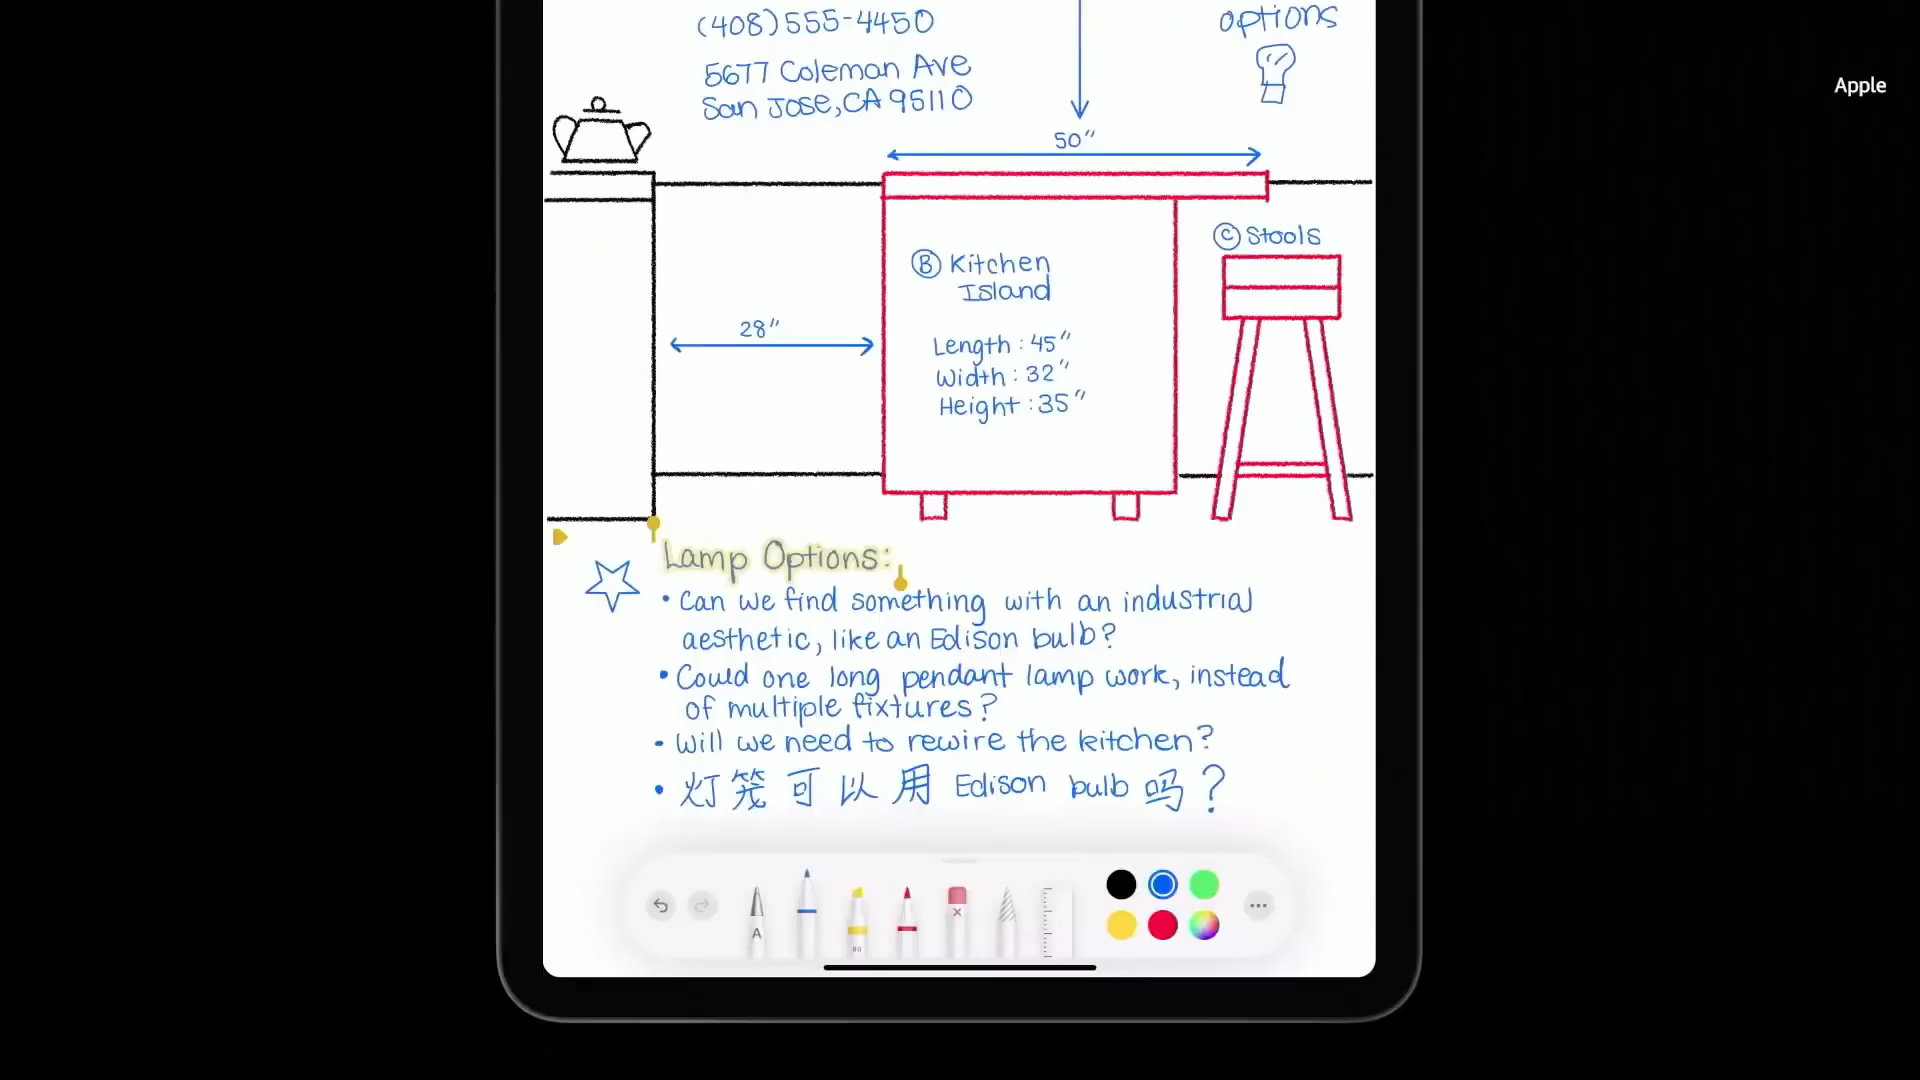 (408)555-4450
5677 Coleman Ave
San Jose, CA 95110
options
Apple
50"
Ⓒ Stools
Ⓑ Kitchen
Island
28"
Length : 45"
Width : 32"
Height : 35"
Lamp Options:
• Can we find something with an industrial
aesthetic, like an Edison bulb?
• Could one long pendant lamp work, instead
of multiple fixtures?
- Will we need to rewire the kitchen?
• 灯笼可以用 Edison bulb 吗?
A
80